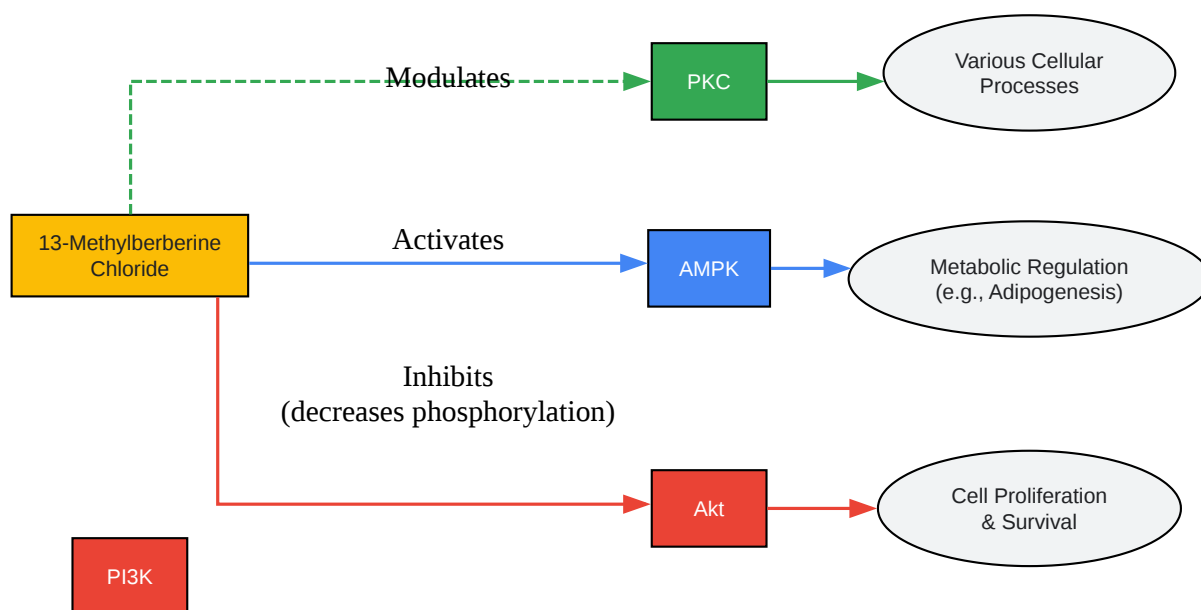 Modulates
PKC
Various Cellular
Processes
13-Methylberberine
Chloride
Activates
AMPK
Metabolic Regulation
(e.g., Adipogenesis)
Inhibits
(decreases phosphorylation)
Akt
Cell Proliferation
& Survival
PI3K